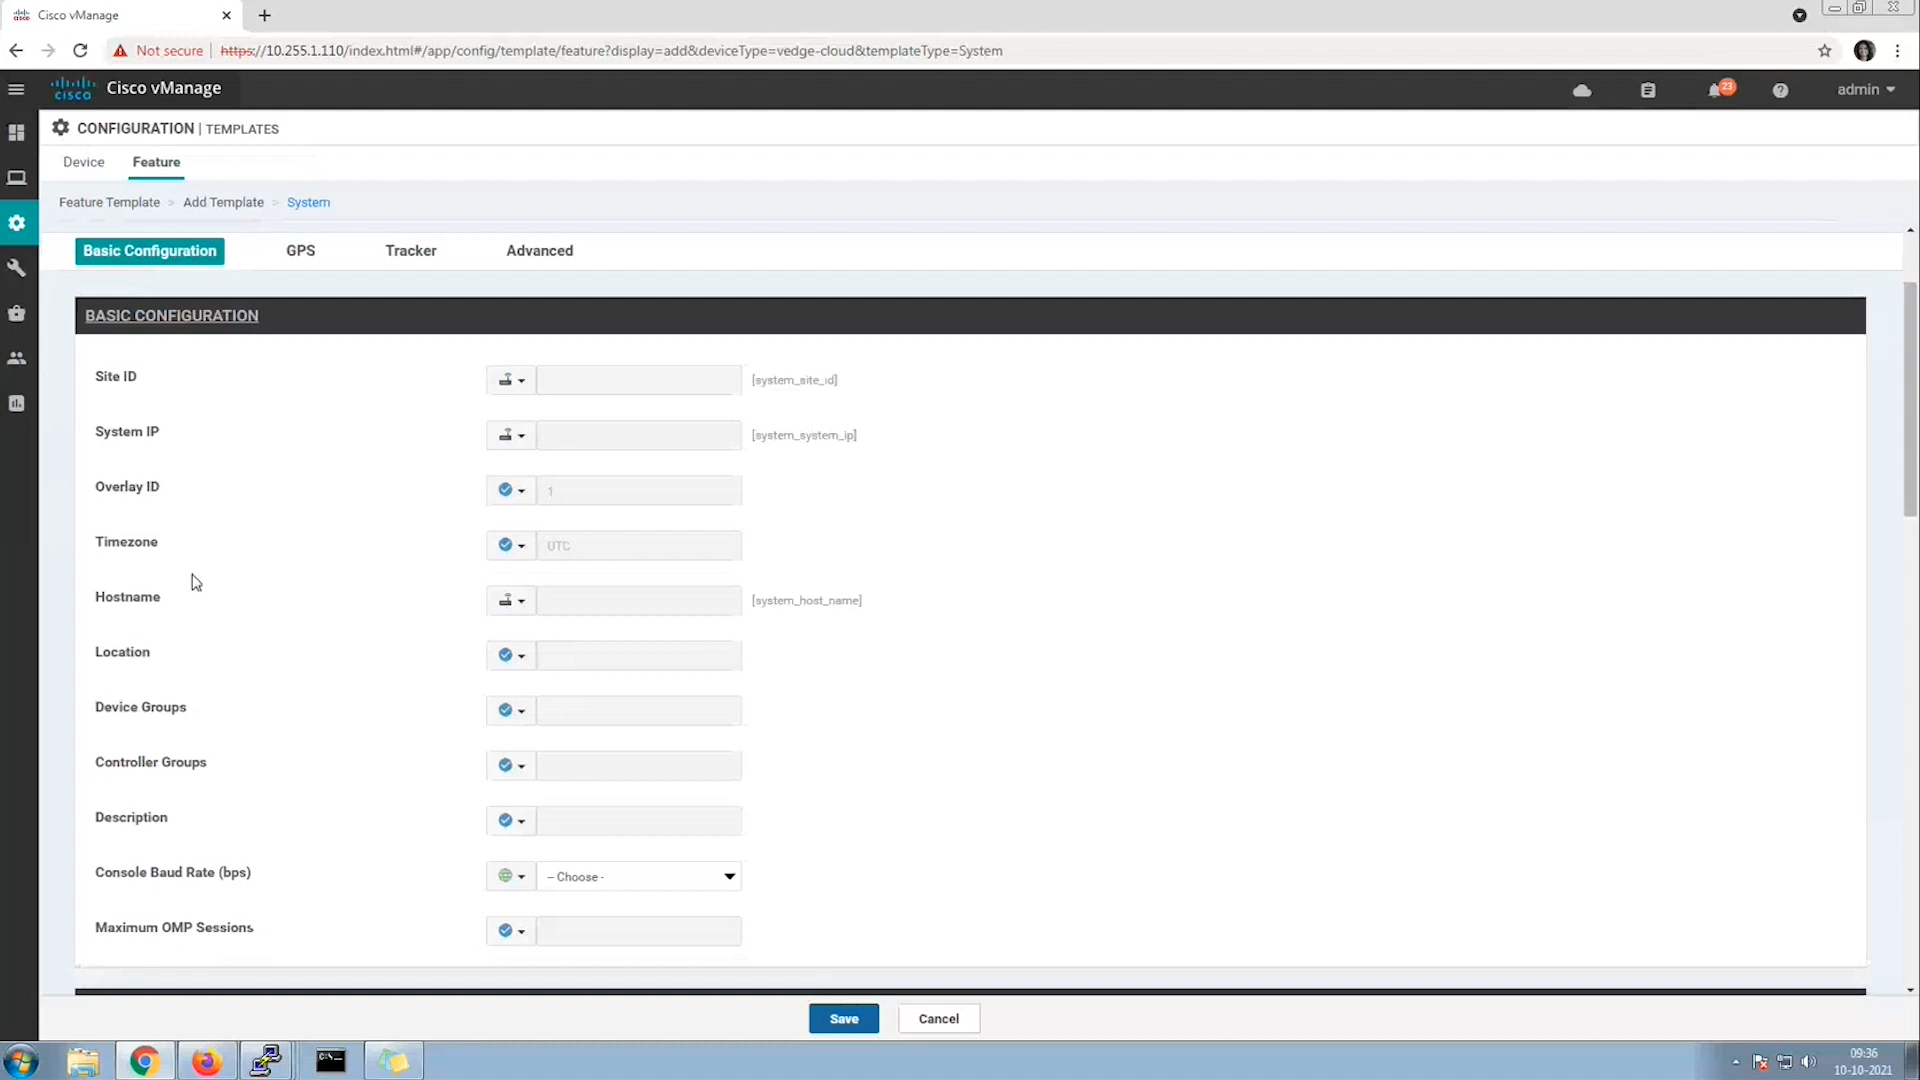 Cisco vManage
Not secure
https://10.255.1.110/index.html#/app/config/template/feature?display=add&deviceType=vedge-cloud&templateType=System
cisco
Cisco vManage
23
admin
CONFIGURATION | TEMPLATES
Device
Feature
Feature Template > Add Template > System
Basic Configuration
GPS
Tracker
Advanced
BASIC CONFIGURATION
Site ID
[system_site_id]
System IP
[system_system_ip]
Overlay ID
1
Timezone
UTC
Hostname
[system_host_name]
Location
Device Groups
Controller Groups
Description
Console Baud Rate (bps)
-- Choose -
Maximum OMP Sessions
Save
Cancel
09:36
10-10-2021